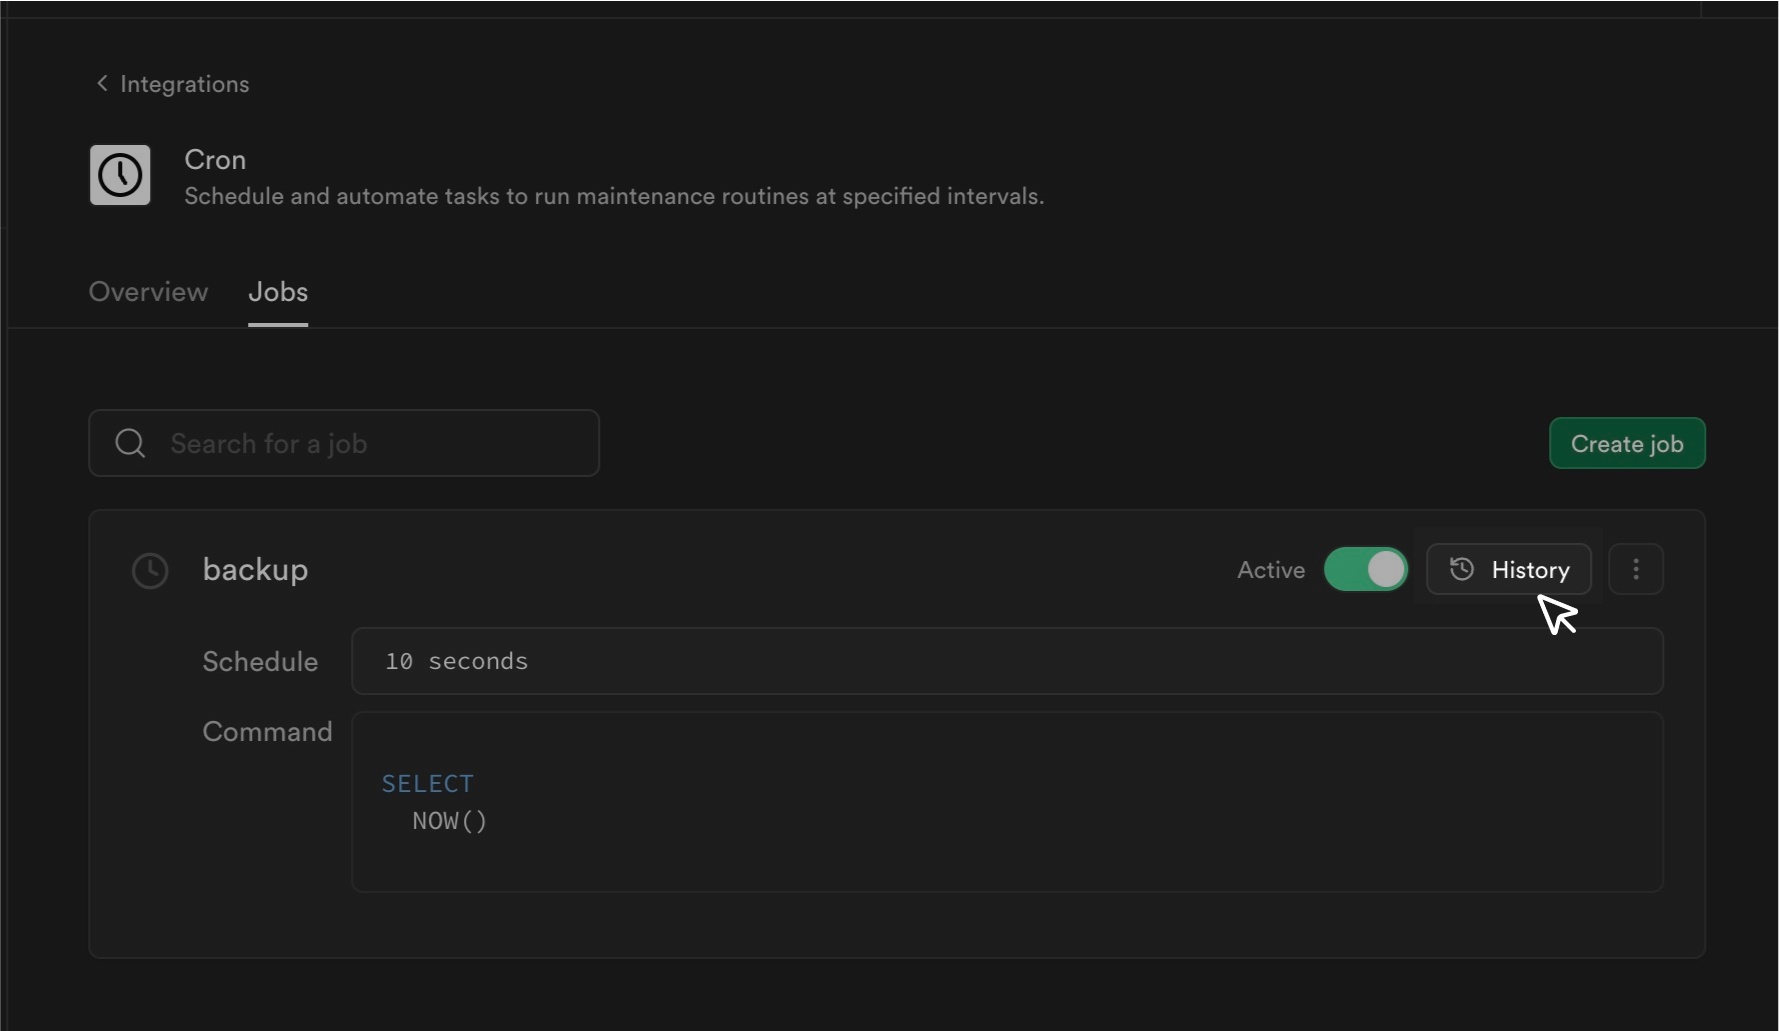 Integrations
Cron
Schedule and automate tasks to run maintenance routines at specified intervals.
Overview Jobs
Search for a job
Create job
backup
Active
History
Schedule
10 seconds
Command
SELECT
NOW()